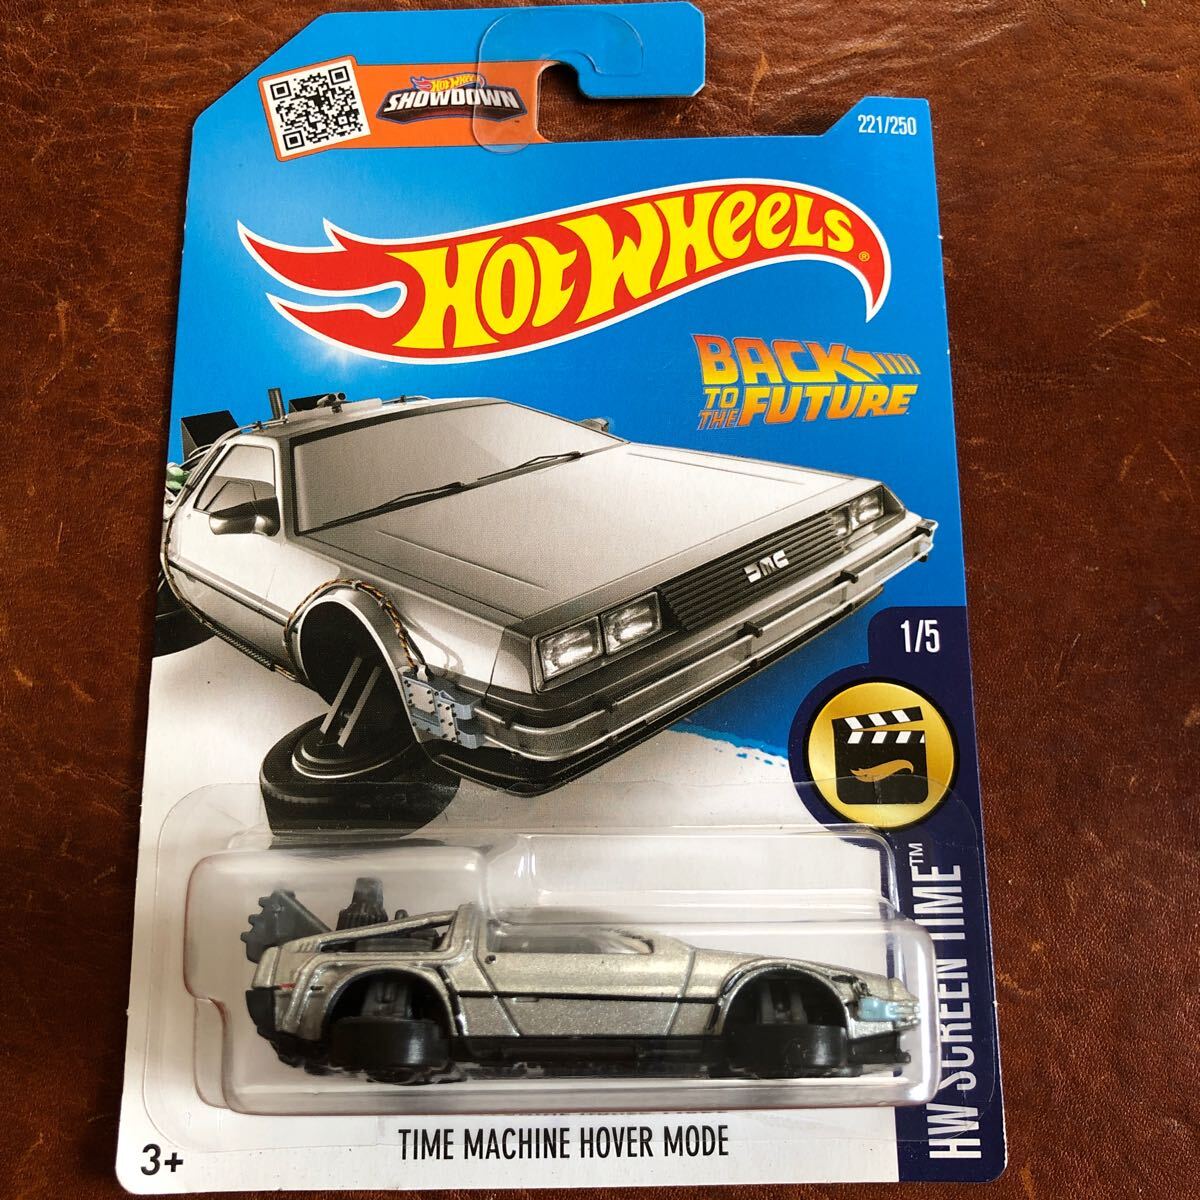 HOT WHEELS
SHOWDOWN
221/250
HOT WHEELS®
BACK
TO THE FUTURE
DMC
1/5
HW SCREEN TIME™
TIME MACHINE HOVER MODE
3+